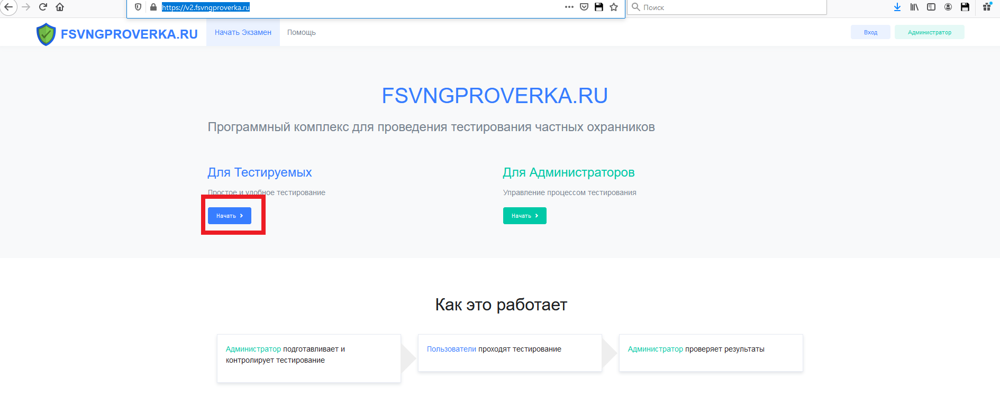 https://v2.fsvngproverka.ru
Поиск
FSVNGPROVERKA.RU
Начать Экзамен
Помощь
Вход
Администратор
FSVNGPROVERKA.RU
Программный комплекс для проведения тестирования частных охранников
Для Тестируемых
Простое и удобное тестирование
Начать
Для Администраторов
Управление процессом тестирования
Начать
Как это работает
Администратор подготавливает и
контролирует тестирование
Пользователи проходят тестирование
Администратор проверяет результаты